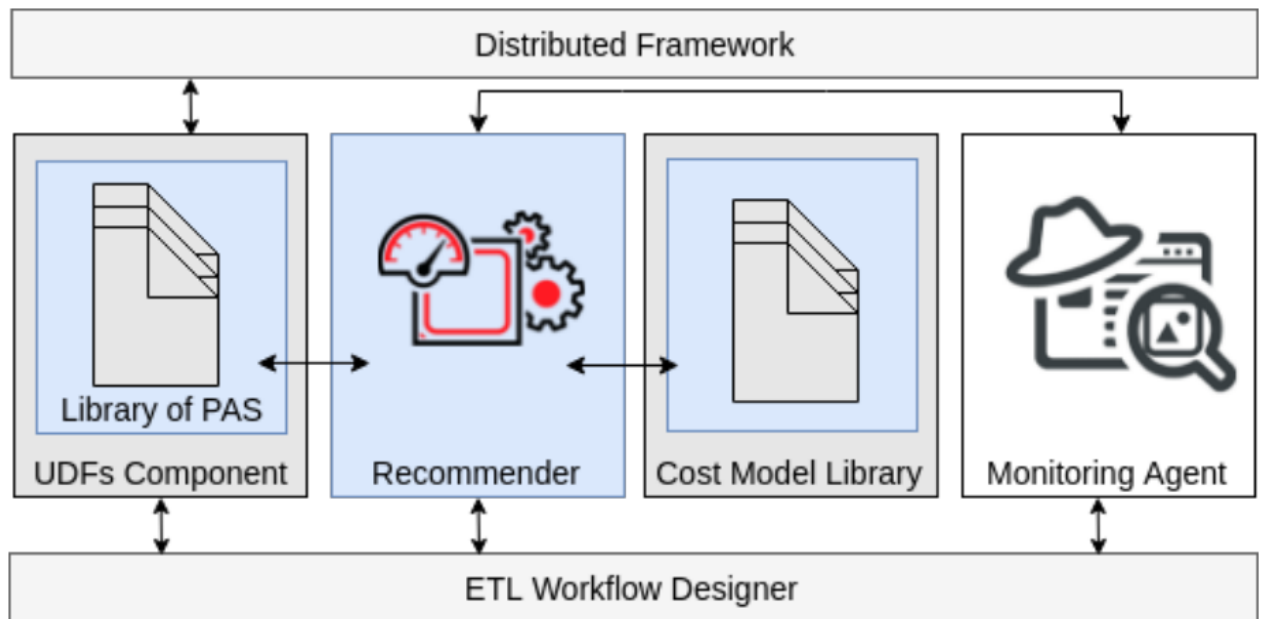 Distributed Framework
Library of PAS
UDFs Component
Recommender
Cost Model Library
Monitoring Agent
ETL Workflow Designer